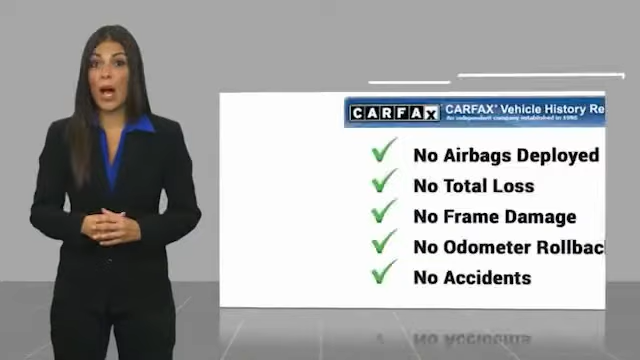 CARFAX CARFAX® Vehicle History Re
An independent company established in 1986
No Airbags Deployed
No Total Loss
No Frame Damage
No Odometer Rollbac
No Accidents